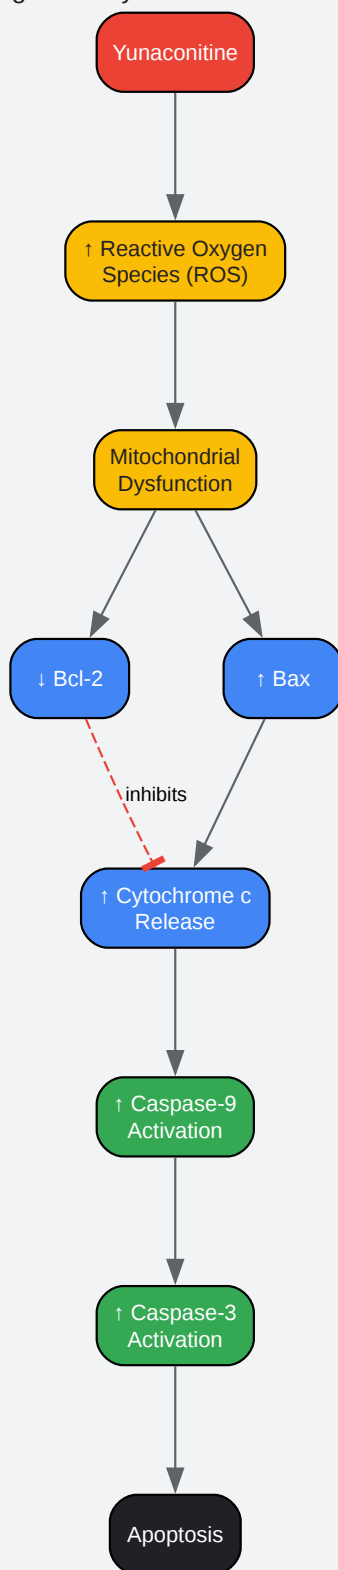 Yunaconitine
↑ Reactive Oxygen
Species (ROS)
Mitochondrial
Dysfunction
↓ Bcl-2
↑ Bax
inhibits
↑ Cytochrome c
Release
↑ Caspase-9
Activation
↑ Caspase-3
Activation
Apoptosis